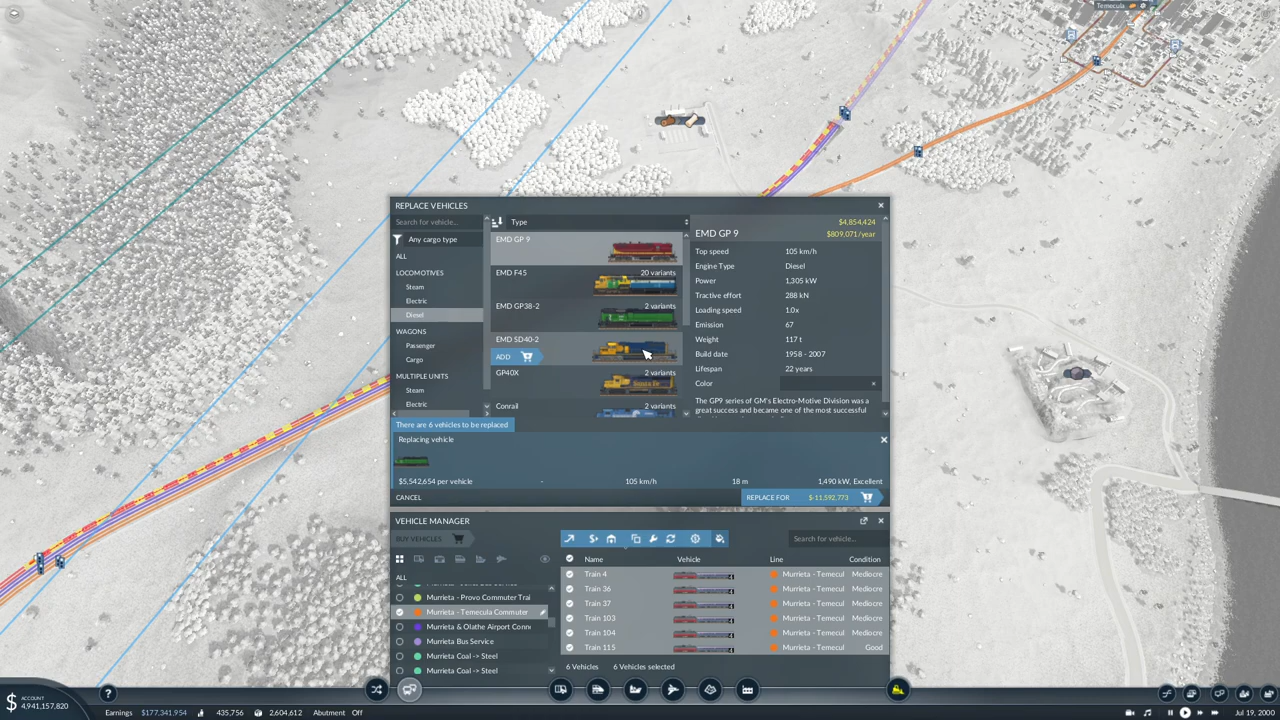 Temecula
REPLACE VEHICLES
Search for vehicle...
Type
$4,854,424
$809,071/year
EMD GP 9
Any cargo type
ALL
LOCOMOTIVES
Steam
Electric
Diesel
WAGONS
Passenger
Cargo
MULTIPLE UNITS
Steam
Electric
EMD GP 9
EMD F45
20 variants
EMD GP38-2
2 variants
EMD SD40-2
ADD
GP40X
2 variants
Conrail
2 variants
Top speed 105 km/h
Engine Type Diesel
Power 1,305 kW
Tractive effort 288 kN
Loading speed 1.0x
Emission 67
Weight 117 t
Build date 1958 - 2007
Lifespan 22 years
Color
The GP9 series of GM's Electro-Motive Division was a
great success and became one of the most successful
There are 6 vehicles to be replaced
Replacing vehicle
$5,542,654 per vehicle - 105 km/h 18 m 1,490 kW, Excellent
CANCEL
REPLACE FOR $-11,592,773
VEHICLE MANAGER
BUY VEHICLES
Search for vehicle...
ALL
Murrieta - Provo Commuter Trai
Murrieta - Temecula Commuter
Murrieta & Olathe Airport Conn
Murrieta Bus Service
Murrieta Coal -> Steel
Murrieta Coal -> Steel
Name Vehicle Line Condition
Train 4 4 Murrieta - Temecul Mediocre
Train 36 4 Murrieta - Temecul Mediocre
Train 37 4 Murrieta - Temecul Mediocre
Train 103 4 Murrieta - Temecul Mediocre
Train 104 4 Murrieta - Temecul Mediocre
Train 115 4 Murrieta - Temecul Good
6 Vehicles 6 Vehicles selected
$ ACCOUNT
4,941,157,820
?
Earnings $177,341,954 435,756 2,604,612 Abutment Off
Jul 19, 2000